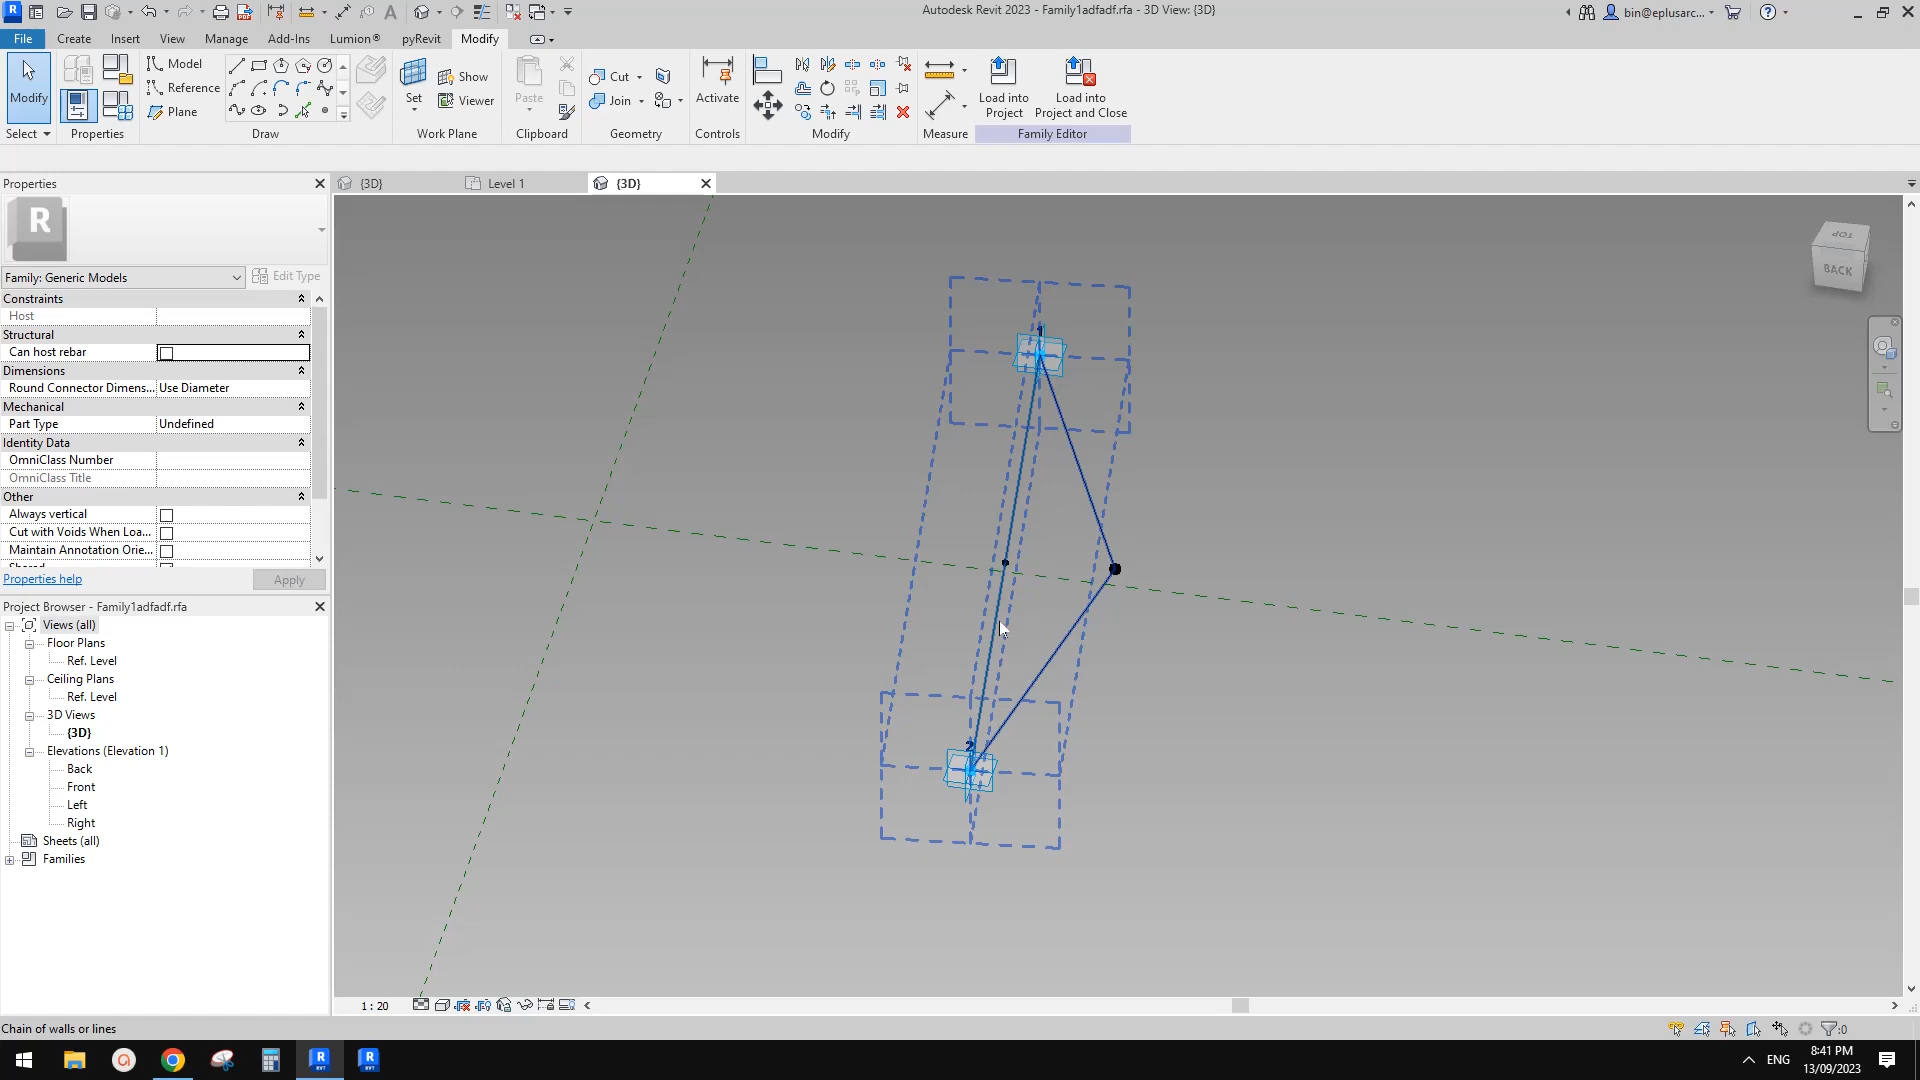 Autodesk Revit 2023 - Family1adfadf.rfa - 3D View: {3D}
bin@eplusarc...
File
Create
Insert
View
Manage
Add-Ins
Lumion®
pyRevit
Modify
Modify
Model
Reference
Plane
Set
Show
Viewer
Paste
Cut
Join
Activate
Load into
Project
Load into
Project and Close
Select
Properties
Draw
Work Plane
Clipboard
Geometry
Controls
Modify
Measure
Family Editor
Properties
{3D}
Level 1
{3D}
R
Family: Generic Models
Edit Type
Constraints
Host
Structural
Can host rebar
Dimensions
Round Connector Dimens... Use Diameter
Mechanical
Part Type Undefined
Identity Data
OmniClass Number
OmniClass Title
Other
Always vertical
Cut with Voids When Loa...
Maintain Annotation Orie...
Properties help
Apply
Project Browser - Family1adfadf.rfa
Views (all)
Floor Plans
Ref. Level
Ceiling Plans
Ref. Level
3D Views
{3D}
Elevations (Elevation 1)
Back
Front
Left
Right
Sheets (all)
Families
TOP
BACK
1
2
1 : 20
Chain of walls or lines
:0
ENG
8:41 PM
13/09/2023